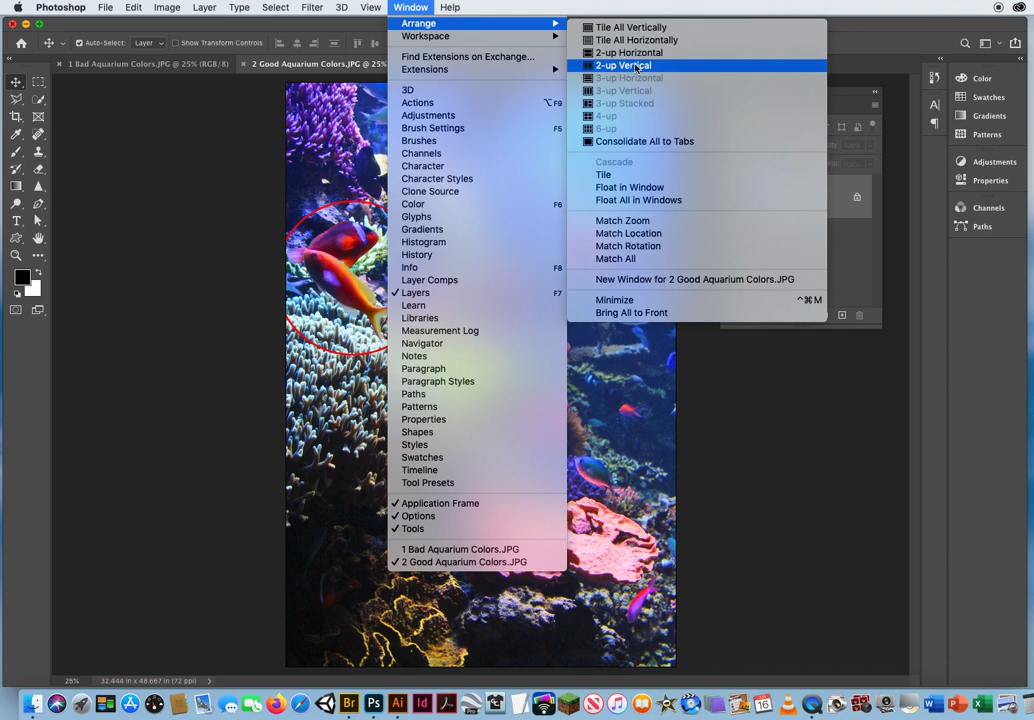 Photoshop File Edit Image Layer Type Select Filter 3D View Window Help
Auto-Select: Layer Show Transform Controls
1 Bad Aquarium Colors.JPG @ 25% (RGB/8)
2 Good Aquarium Colors.JPG @ 25%
Arrange
Workspace
Find Extensions on Exchange...
Extensions
3D
Actions ⌥F9
Adjustments
Brush Settings F5
Brushes
Channels
Character
Character Styles
Clone Source
Color F6
Glyphs
Gradients
Histogram
History
Info F8
Layer Comps
Layers F7
Learn
Libraries
Measurement Log
Navigator
Notes
Paragraph
Paragraph Styles
Paths
Patterns
Properties
Shapes
Styles
Swatches
Timeline
Tool Presets
Application Frame
Options
Tools
1 Bad Aquarium Colors.JPG
2 Good Aquarium Colors.JPG
Tile All Vertically
Tile All Horizontally
2-up Horizontal
2-up Vertical
3-up Horizontal
3-up Vertical
3-up Stacked
4-up
6-up
Consolidate All to Tabs
Cascade
Tile
Float in Window
Float All in Windows
Match Zoom
Match Location
Match Rotation
Match All
New Window for 2 Good Aquarium Colors.JPG
Minimize ^⌘M
Bring All to Front
Color
Swatches
Gradients
Patterns
Adjustments
Properties
Channels
Paths
25% 32.444 in x 48.667 in (72 ppi)
Br Ps Ai Id